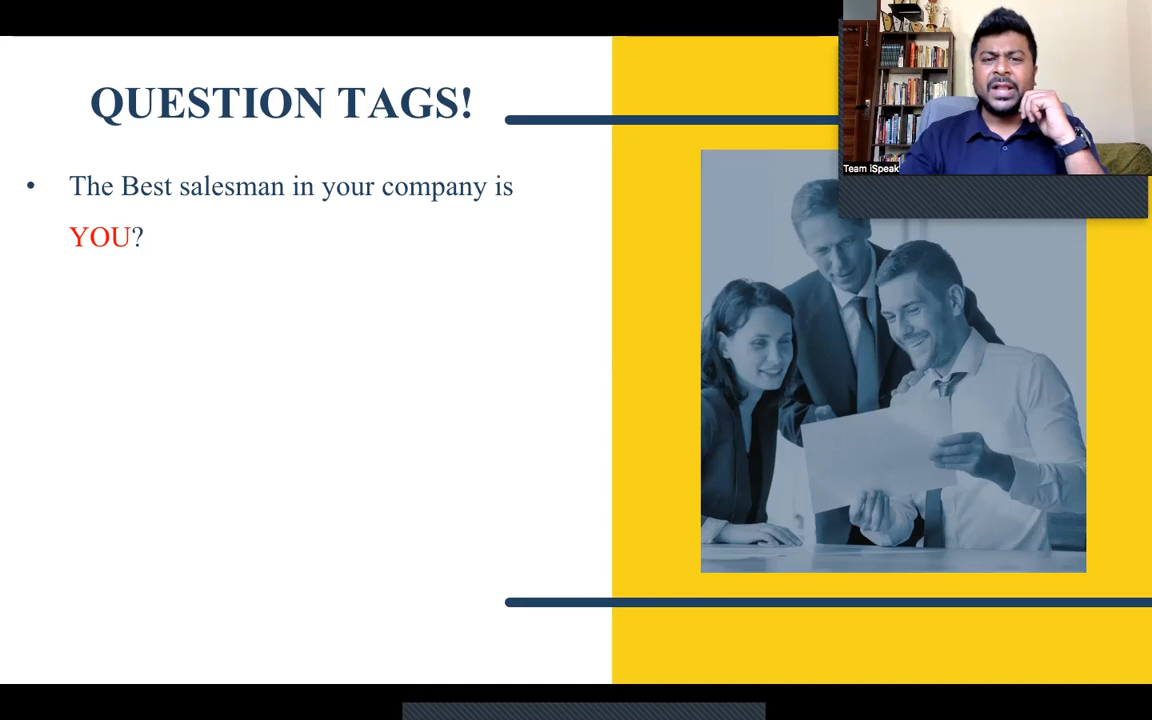 QUESTION TAGS!
• The Best salesman in your company is
YOU?
Team iSpeak